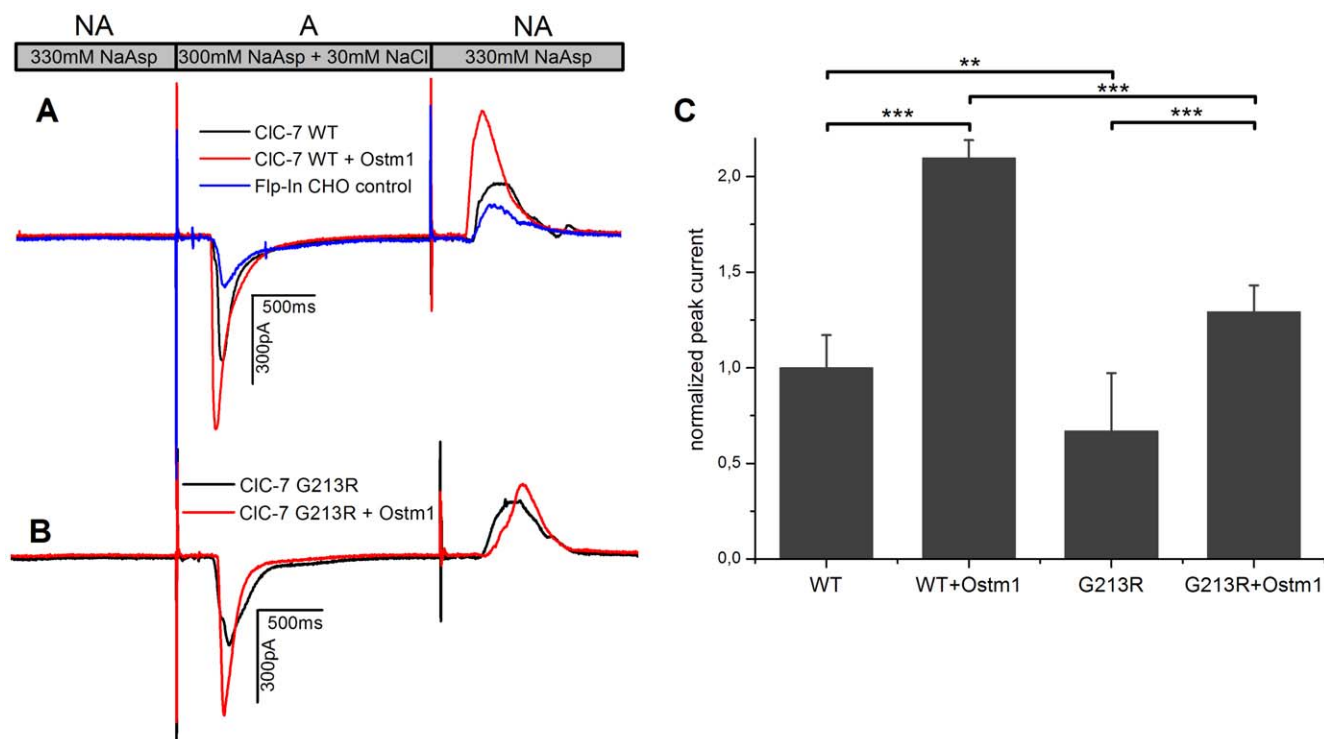 NA A NA
330mM NaAsp 300mM NaAsp + 30mM NaCl 330mM NaAsp
A
ClC-7 WT
ClC-7 WT + Ostm1
Flp-In CHO control
500ms
300pA
B
ClC-7 G213R
ClC-7 G213R + Ostm1
500ms
300pA
C
**
***
*** ***
normalized peak current
2,0
1,5
1,0
0,5
0,0
WT WT+Ostm1 G213R G213R+Ostm1